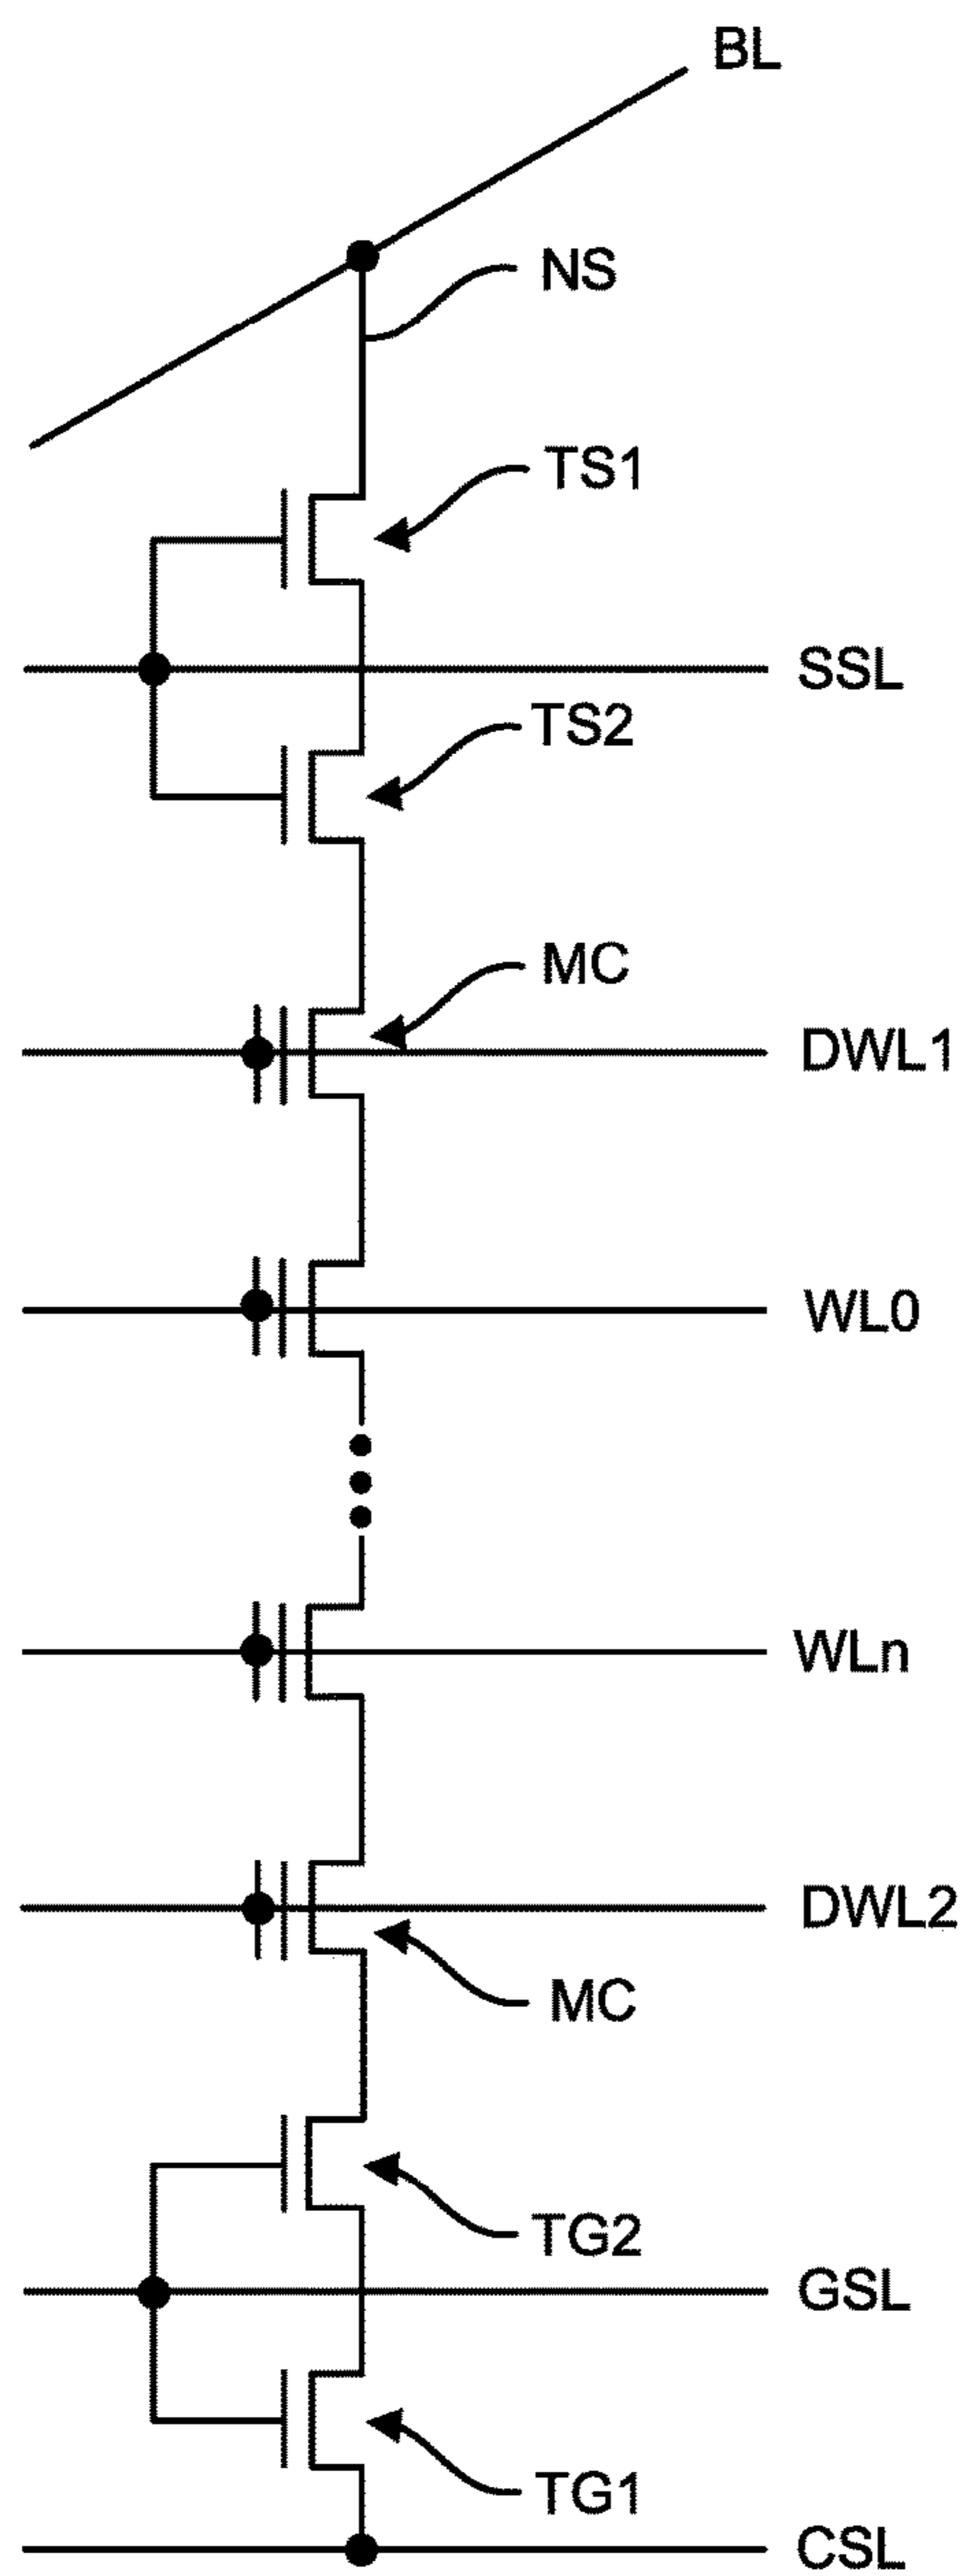 BL
NS
TS1
SSL
TS2
MC
DWL1
WL0
WLn
DWL2
MC
TG2
GSL
TG1
CSL